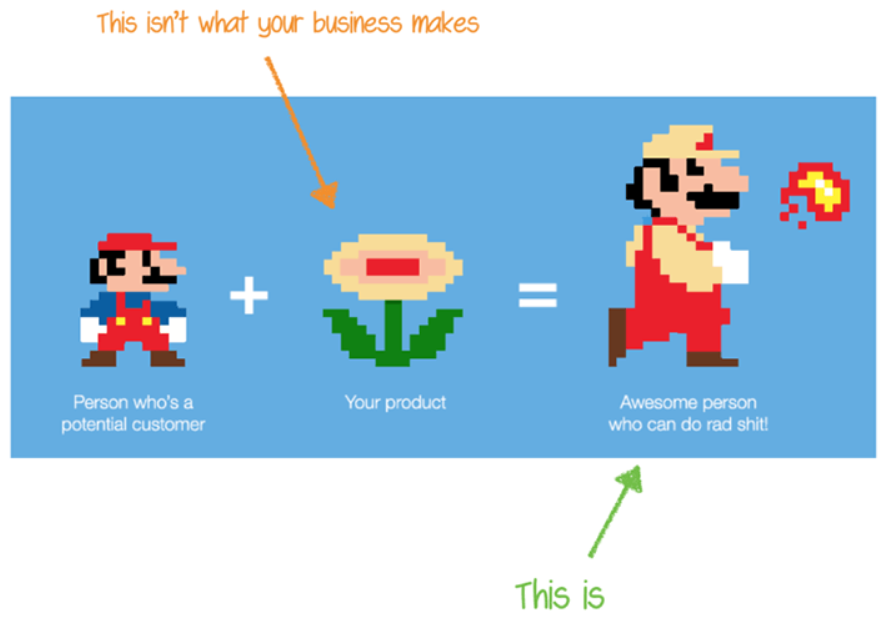 This isn't what your business makes
Person who's a
potential customer
Your product
Awesome person
who can do rad shit!
This is